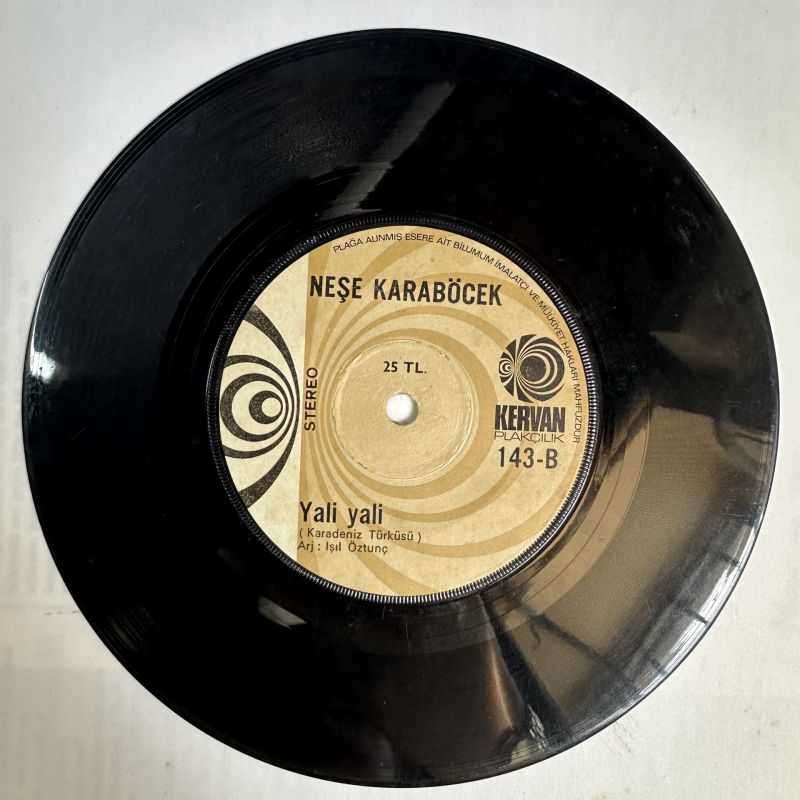 PLAĞA ALINMIŞ ESERE AİT BİLUMUM İMALATÇI VE MÜLKİYET HAKLARI MAHFUZDUR
NEŞE KARABÖCEK
25 TL.
STEREO
KERVAN
PLAKÇILIK
143-B
Yali yali
( Karadeniz Türküsü )
Arj : Işıl Öztunç